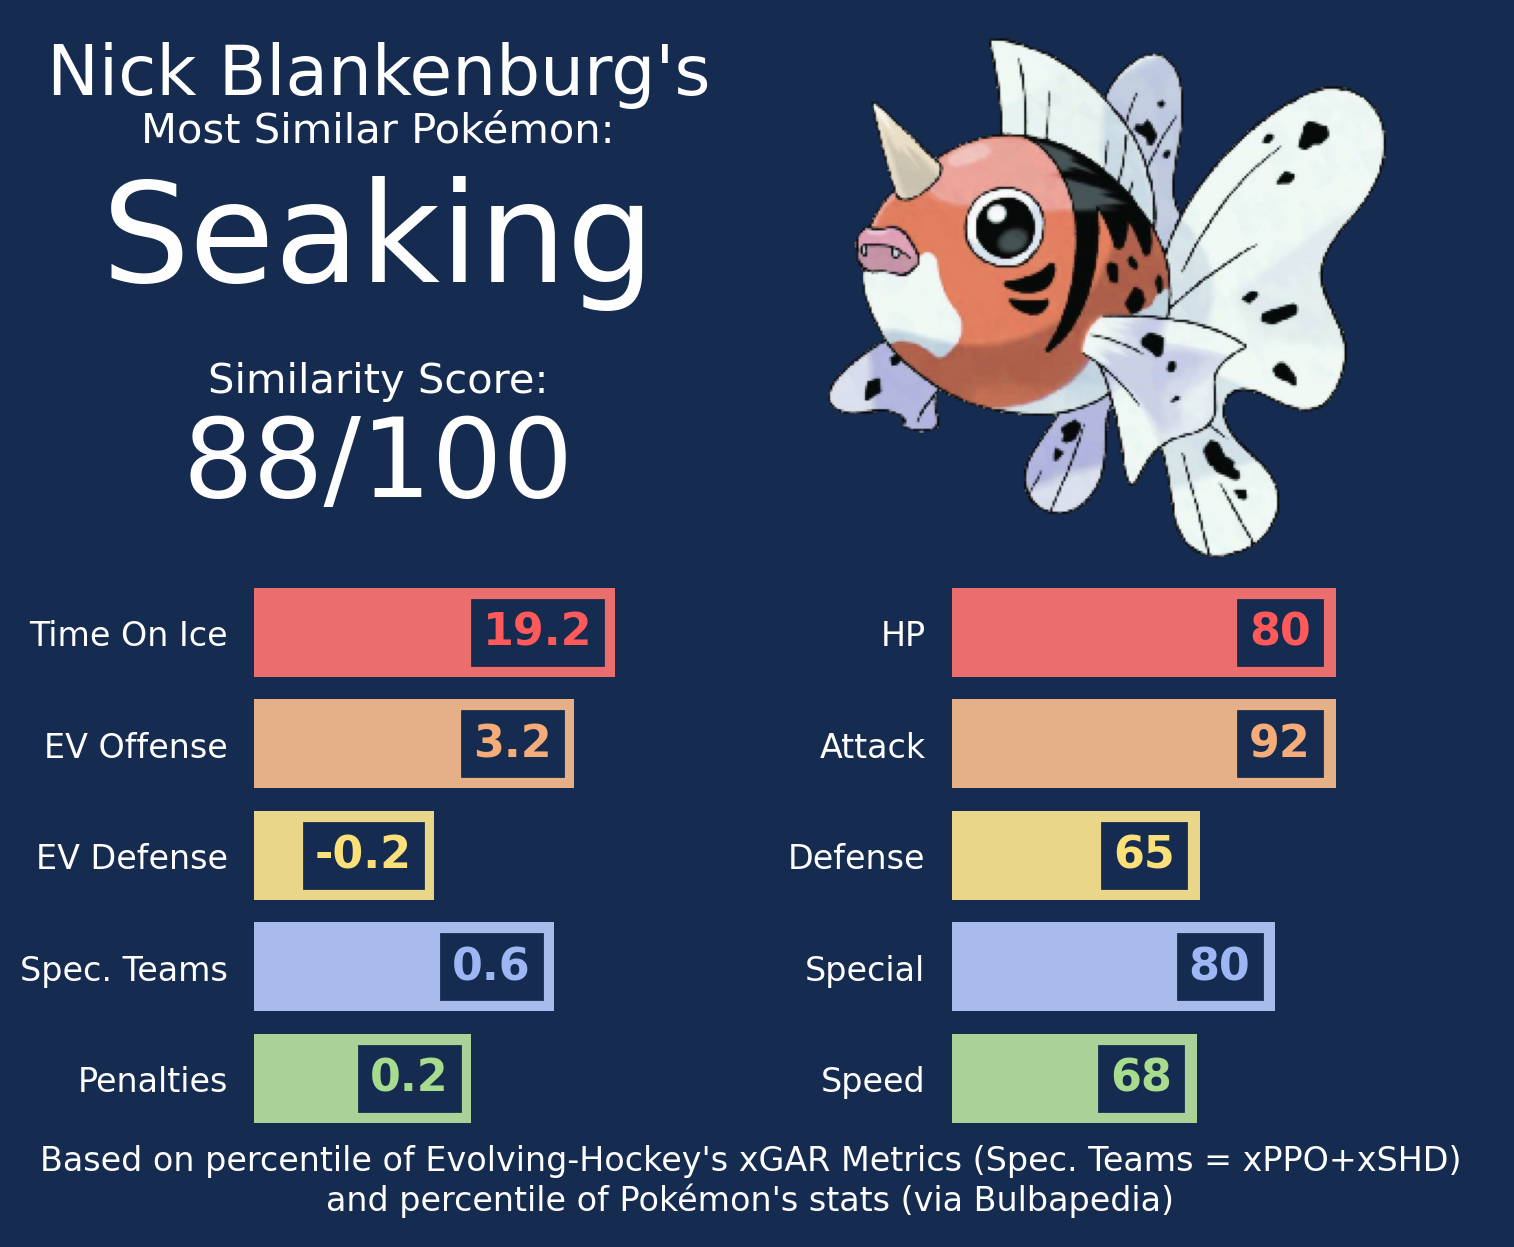 Nick Blankenburg's
Most Similar Pokémon:
Seaking
Similarity Score:
88/100
Time On Ice 19.2
EV Offense 3.2
EV Defense -0.2
Spec. Teams 0.6
Penalties 0.2
HP 80
Attack 92
Defense 65
Special 80
Speed 68
Based on percentile of Evolving-Hockey's xGAR Metrics (Spec. Teams = xPPO+xSHD)
and percentile of Pokémon's stats (via Bulbapedia)